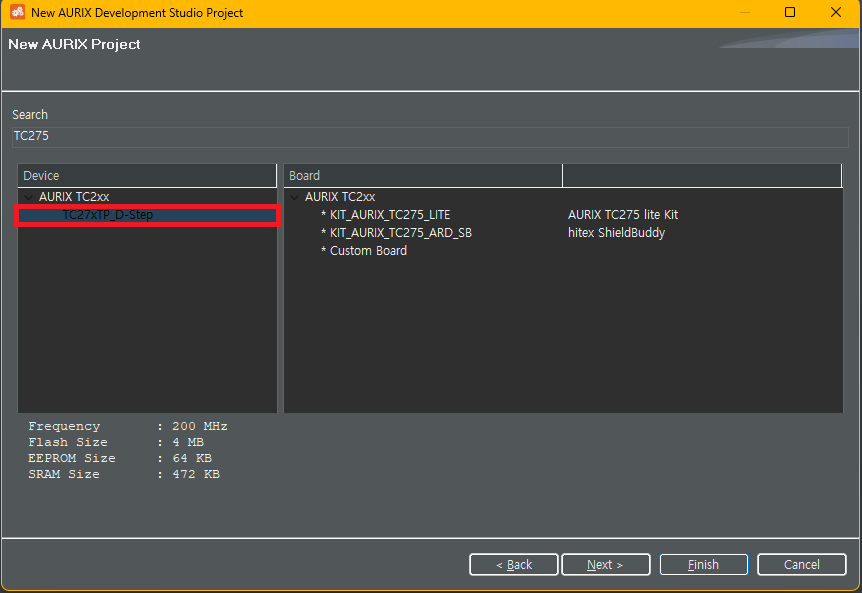 New AURIX Development Studio Project
New AURIX Project
Search
TC275
Device
AURIX TC2xx
TC27xTP_D-Step
Board
AURIX TC2xx
* KIT_AURIX_TC275_LITE AURIX TC275 lite Kit
* KIT_AURIX_TC275_ARD_SB hitex ShieldBuddy
* Custom Board
Frequency : 200 MHz
Flash Size : 4 MB
EEPROM Size : 64 KB
SRAM Size : 472 KB
< Back Next > Finish Cancel